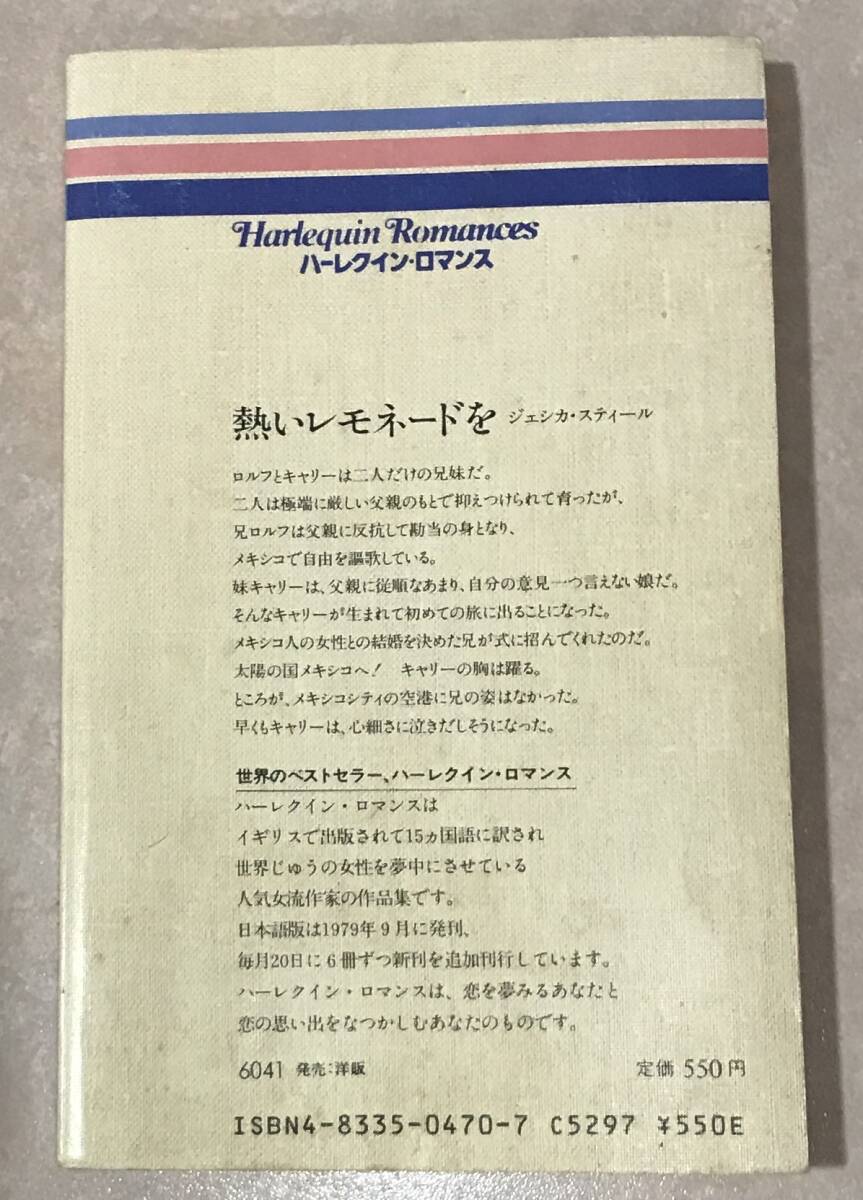 Harlequin Romances
ハーレクイン・ロマンス
熱いレモネードを ジェシカ・スティール
ロルフとキャリーは二人だけの兄妹だ。
二人は極端に厳しい父親のもとで抑えつけられて育ったが、
兄ロルフは父親に反抗して勘当の身となり、
メキシコで自由を謳歌している。
妹キャリーは、父親に従順なあまり、自分の意見一つ言えない娘だ。
そんなキャリーが生まれて初めての旅に出ることになった。
メキシコ人の女性との結婚を決めた兄が式に招んでくれたのだ。
太陽の国メキシコへ! キャリーの胸は躍る。
ところが、メキシコシティの空港に兄の姿はなかった。
早くもキャリーは、心細さに泣きだしそうになった。
世界のベストセラー、ハーレクイン・ロマンス
ハーレクイン・ロマンスは
イギリスで出版されて15ヵ国語に訳され
世界じゅうの女性を夢中にさせている
人気女流作家の作品集です。
日本語版は1979年9月に発刊、
毎月20日に6冊ずつ新刊を追加刊行しています。
ハーレクイン・ロマンスは、恋を夢みるあなたと
恋の思い出をなつかしむあなたのものです。
6041 発売:洋販 定価 550円
ISBN4-8335-0470-7 C5297 ¥550E